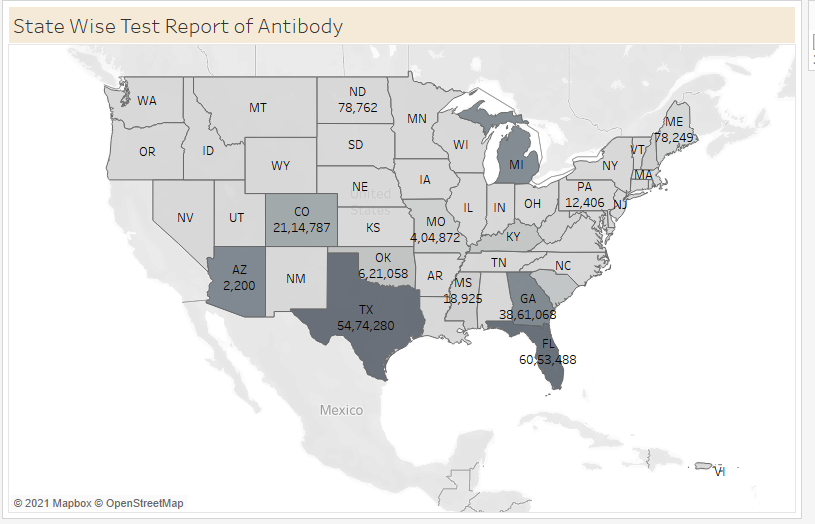 State Wise Test Report of Antibody
WA
MT
ND
78,762
MN
OR
ID
SD
WI
ME
78,249
WY
MI
NY
VT
MA
NE
IA
PA
12,406
NJ
United
States
NV
UT
CO
21,14,787
KS
MO
4,04,872
IL
IN
OH
KY
AZ
2,200
NM
OK
6,21,058
AR
TN
NC
MS
18,925
TX
54,74,280
GA
38,61,068
FL
60,53,488
Mexico
VI
© 2021 Mapbox © OpenStreetMap